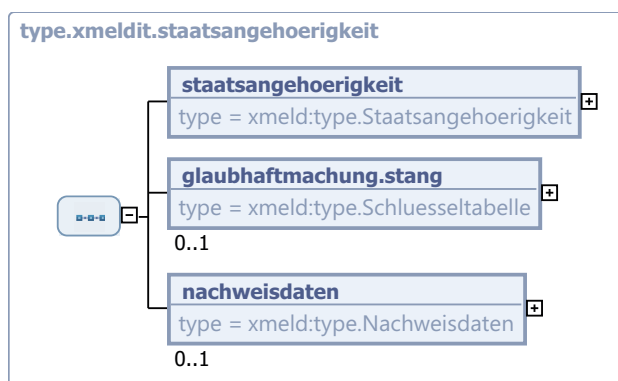 type.xmeldit.staatsangehoerigkeit
staatsangehoerigkeit
type = xmeld:type.Staatsangehoerigkeit
glaubhaftmachung.stang
type = xmeld:type.Schluesseltabelle
0..1
nachweisdaten
type = xmeld:type.Nachweisdaten
0..1